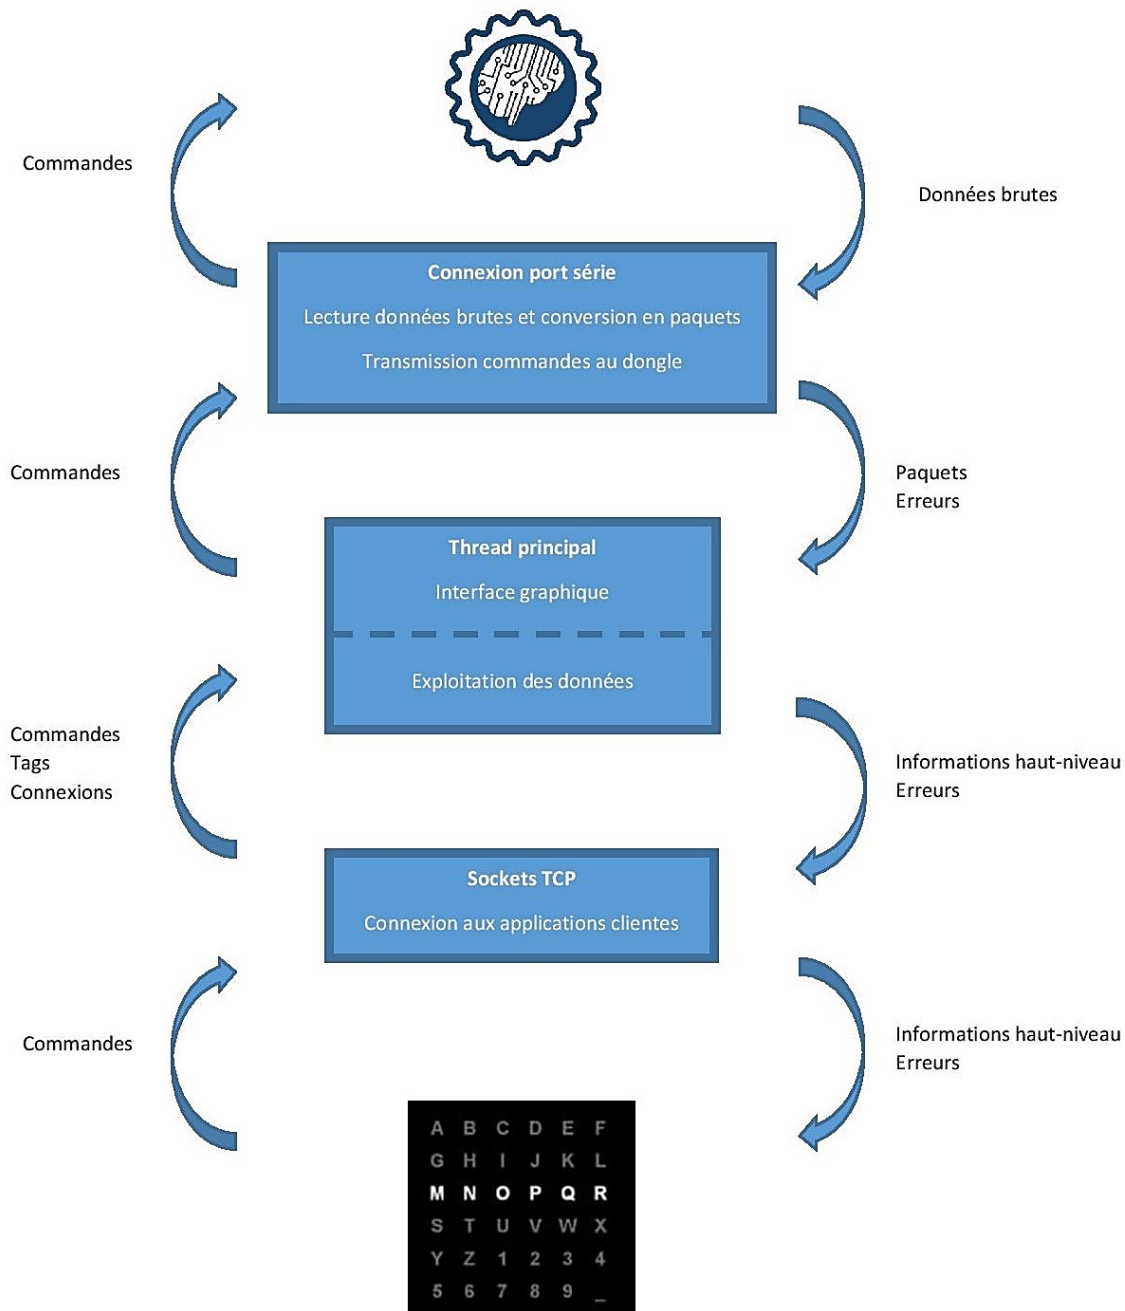 Commandes
Données brutes
Connexion port série
Lecture données brutes et conversion en paquets
Transmission commandes au dongle
Commandes
Paquets
Erreurs
Thread principal
Interface graphique
Exploitation des données
Commandes
Tags
Connexions
Informations haut-niveau
Erreurs
Sockets TCP
Connexion aux applications clientes
Commandes
Informations haut-niveau
Erreurs
A B C D E F
G H I J K L
M N O P Q R
S T U V W X
Y Z 1 2 3 4
5 6 7 8 9 _